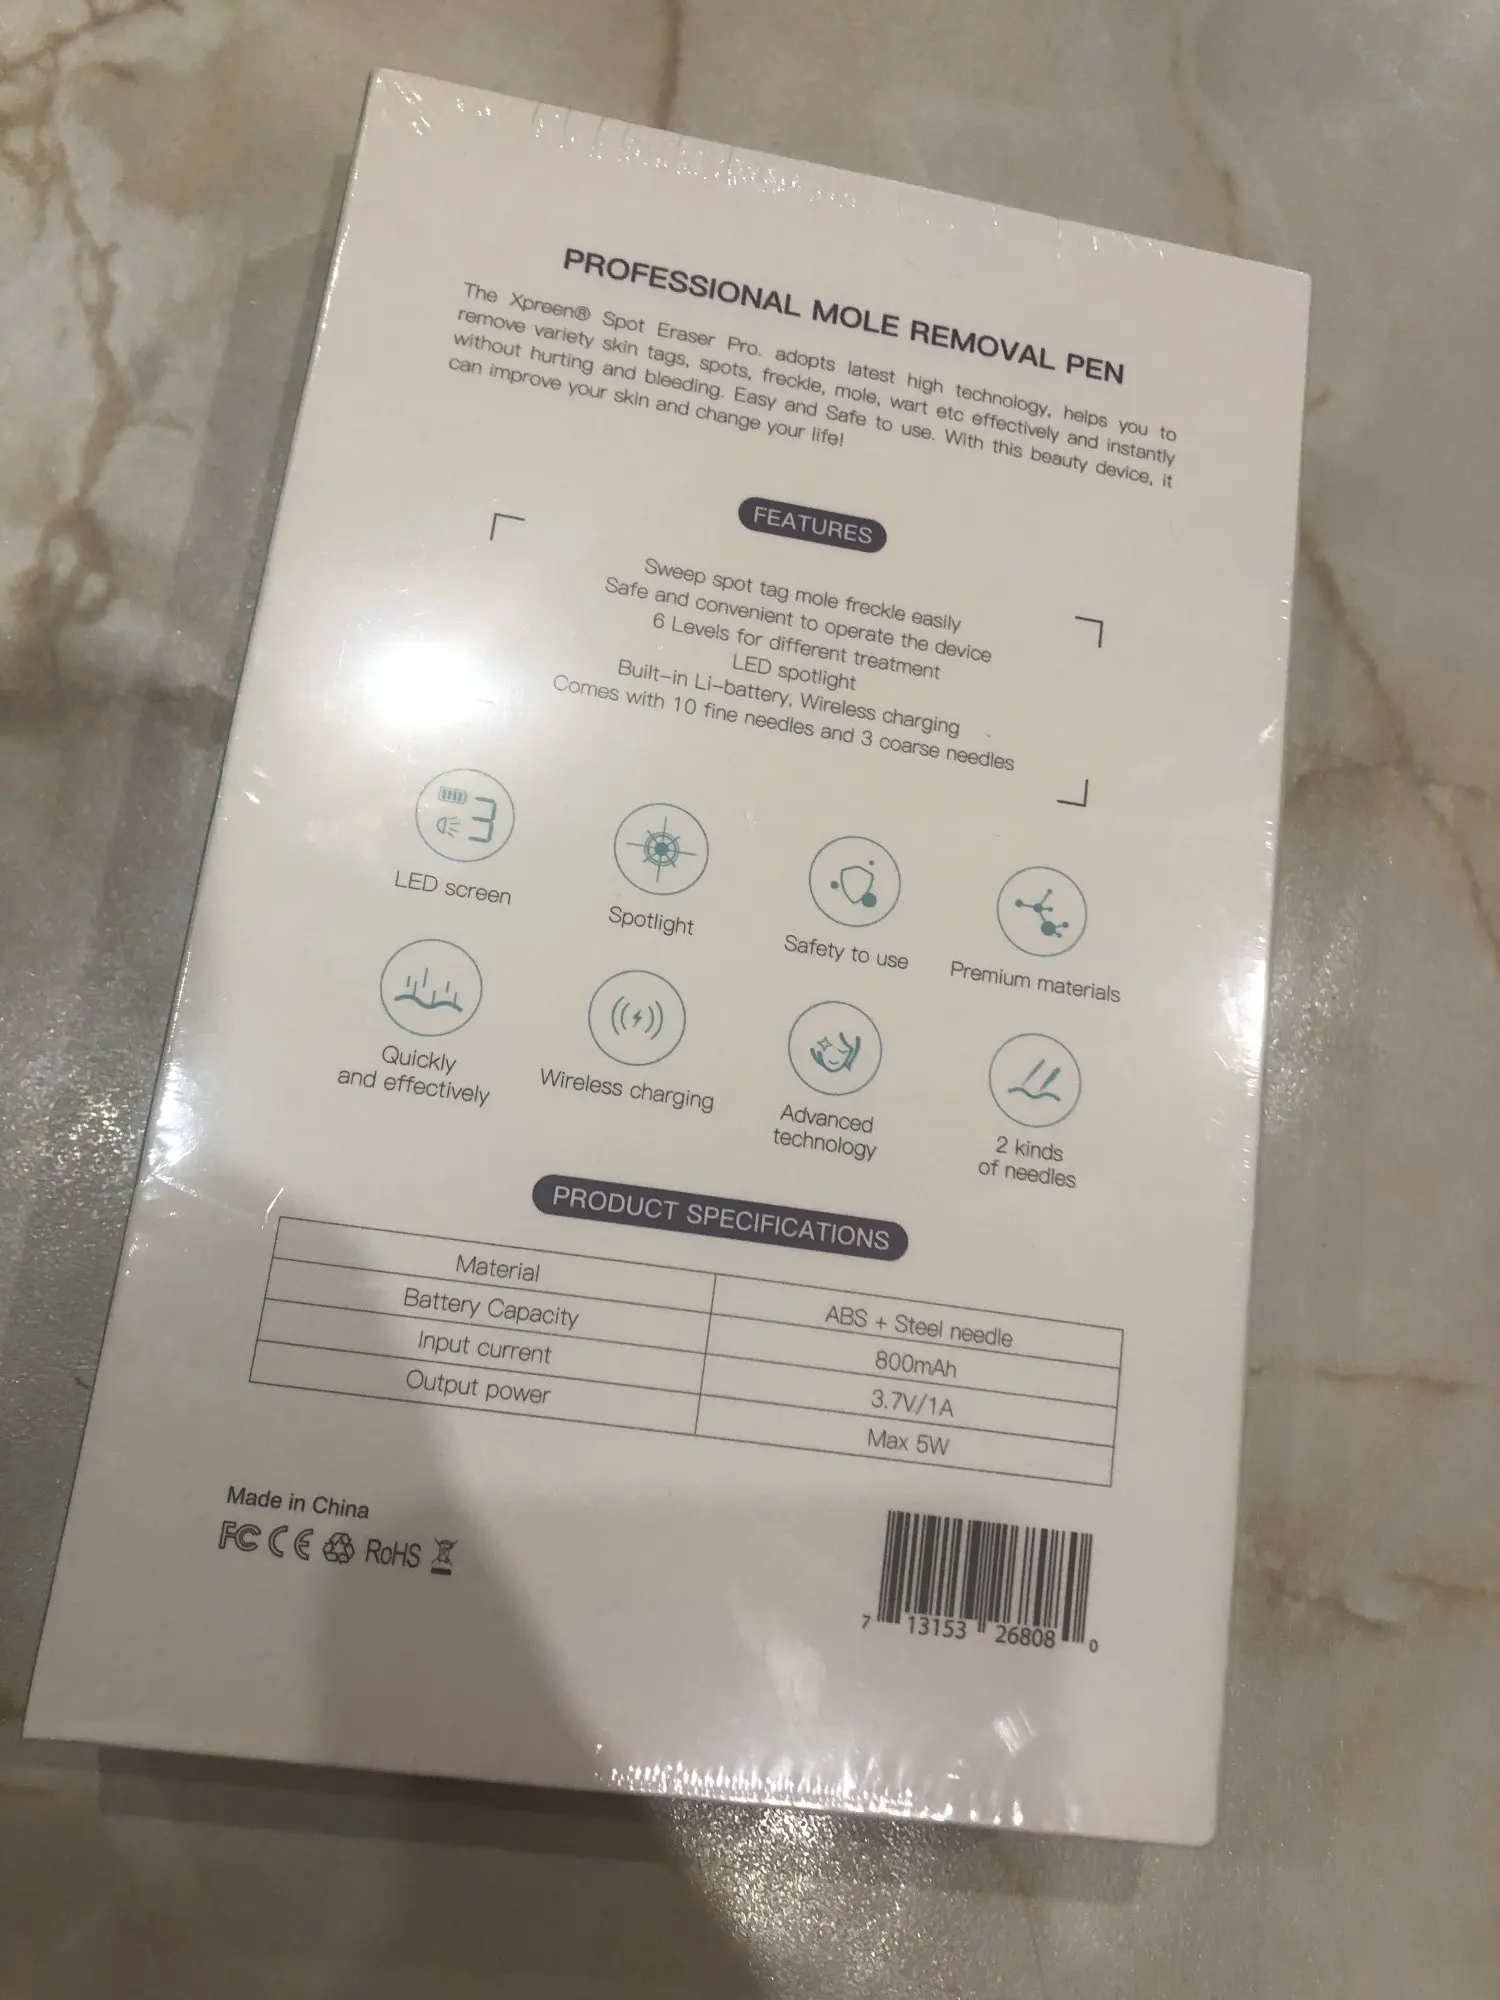 PROFESSIONAL MOLE REMOVAL PEN
The Xpreen® Spot Eraser Pro. adopts latest high technology, helps you to
remove variety skin tags, spots, freckle, mole, wart etc effectively and instantly
without hurting and bleeding. Easy and Safe to use. With this beauty device, it
can improve your skin and change your life!
FEATURES
Sweep spot tag mole freckle easily
Safe and convenient to operate the device
6 Levels for different treatment
LED spotlight
Built-in Li-battery, Wireless charging
Comes with 10 fine needles and 3 coarse needles
3
LED screen
Spotlight
Safety to use
Premium materials
Quickly
and effectively
Wireless charging
Advanced
technology
2 kinds
of needles
PRODUCT SPECIFICATIONS
Material ABS + Steel needle
Battery Capacity 800mAh
Input current 3.7V/1A
Output power Max 5W
Made in China
FC CE RoHS
7 13153 26808 0